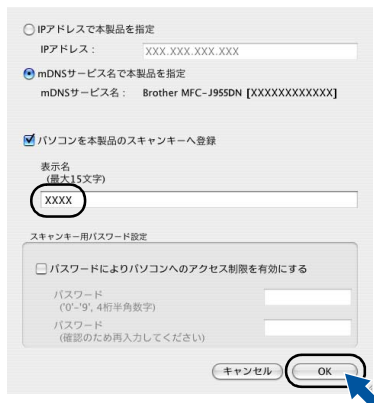 IPアドレスで本製品を指定
IPアドレス： XXX.XXX.XXX.XXX
mDNSサービス名で本製品を指定
mDNSサービス名： Brother MFC-J955DN [XXXXXXXXXXXX]
パソコンを本製品のスキャンキーへ登録
表示名
(最大15文字)
XXXX
スキャンキー用パスワード設定
パスワードによりパソコンへのアクセス制限を有効にする
パスワード
('0'-'9', 4桁半角数字)
パスワード
(確認のため再入力してください)
キャンセル OK